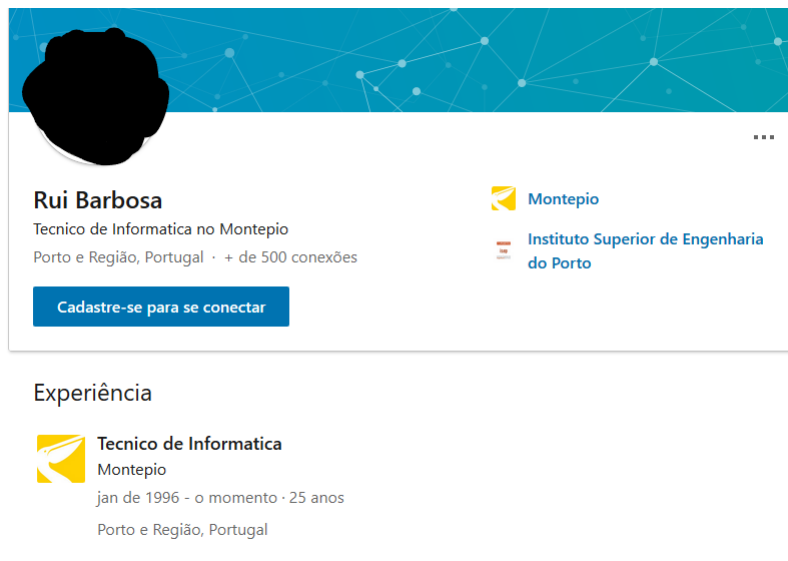 Rui Barbosa
Tecnico de Informatica no Montepio
Porto e Região, Portugal · + de 500 conexões
Cadastre-se para se conectar
Montepio
Instituto Superior de Engenharia
do Porto
Experiência
Tecnico de Informatica
Montepio
jan de 1996 - o momento · 25 anos
Porto e Região, Portugal